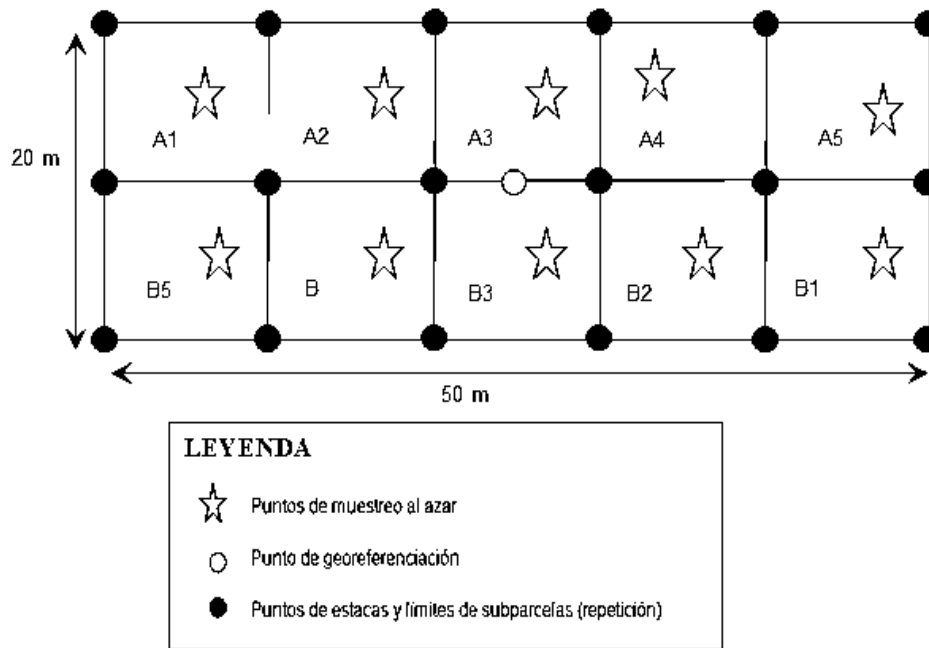 A1
A2
A3
A4
A5
20 m
B5
B
B3
B2
B1
50 m
LEYENDA
Puntos de muestreo al azar
Punto de georeferenciación
Puntos de estacas y límites de subparcelas (repetición)